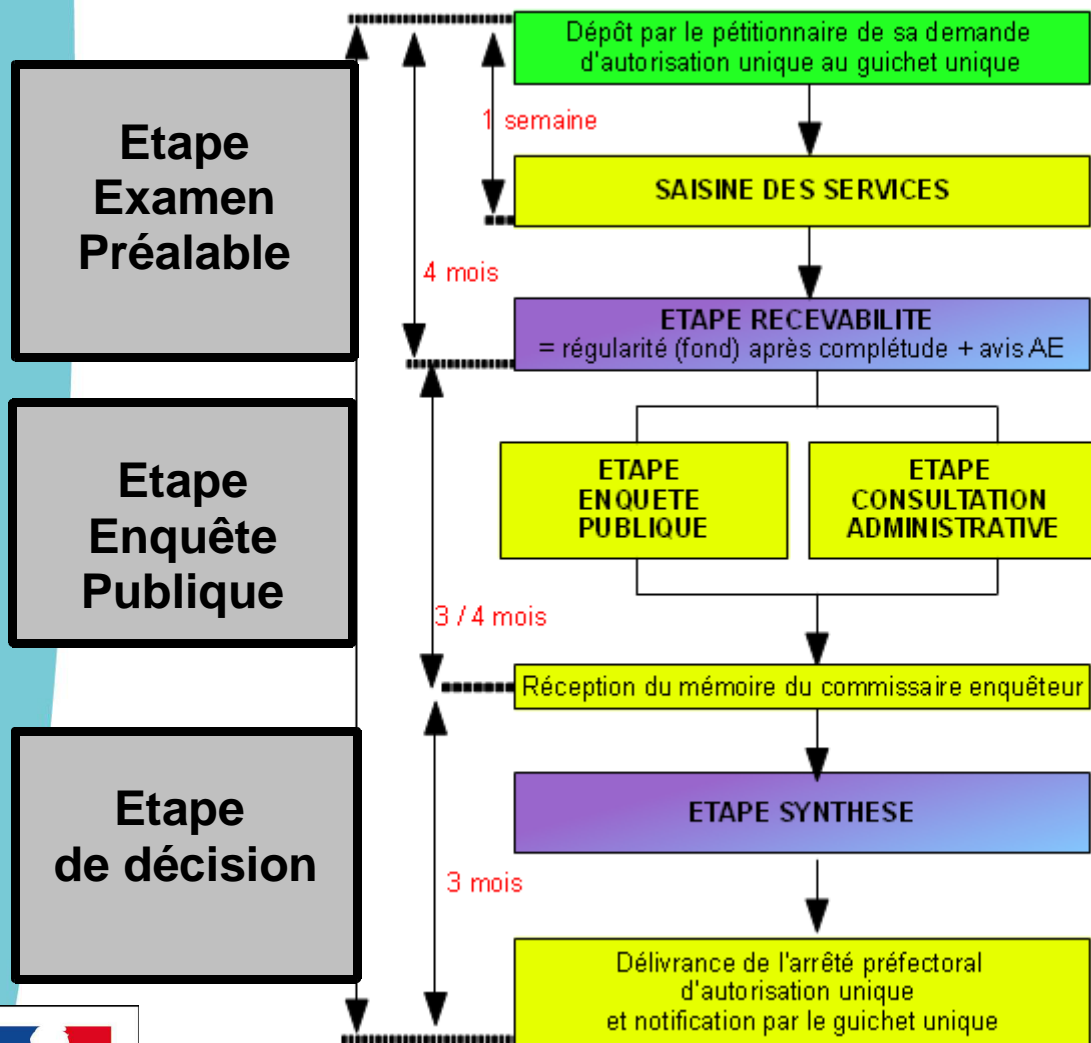 Dépôt par le pétitionnaire de sa demande
d'autorisation unique au guichet unique
1 semaine
SAISINE DES SERVICES
Etape
Examen
Préalable
4 mois
ETAPE RECEVABILITE
= régularité (fond) après complétude + avis AE
Etape
Enquête
Publique
ETAPE
ENQUETE
PUBLIQUE
ETAPE
CONSULTATION
ADMINISTRATIVE
3 / 4 mois
Réception du mémoire du commissaire enquêteur
Etape
de décision
ETAPE SYNTHESE
3 mois
Délivrance de l'arrêté préfectoral
d'autorisation unique
et notification par le guichet unique